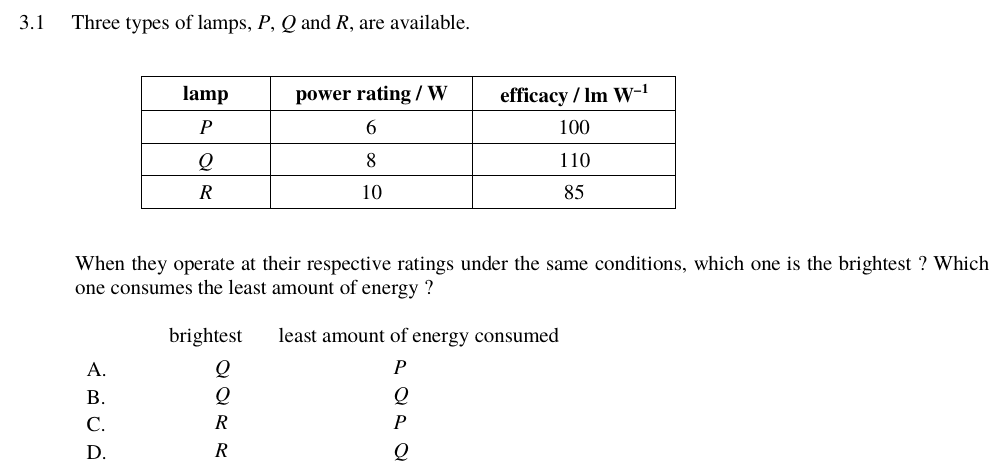 3.1 Three types of lamps, P, Q and R, are available.
lamp power rating / W efficacy / lm W⁻¹
P 6 100
Q 8 110
R 10 85
When they operate at their respective ratings under the same conditions, which one is the brightest ? Which
one consumes the least amount of energy ?
brightest least amount of energy consumed
A. Q P
B. Q Q
C. R P
D. R Q